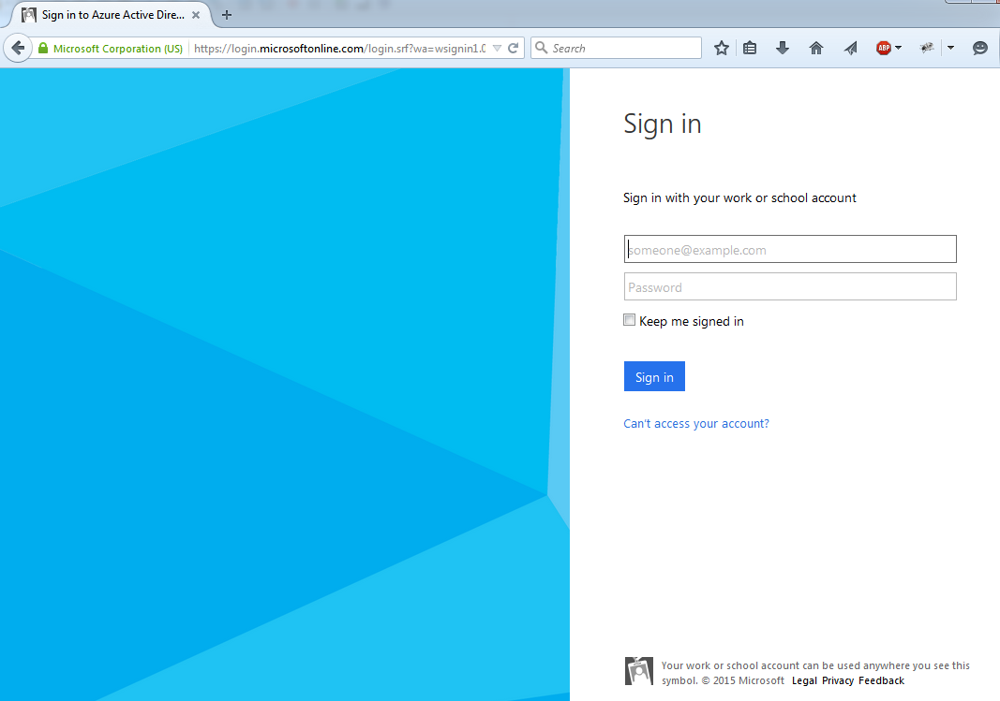 Sign in to Azure Active Dire...
Microsoft Corporation (US)
https://login.microsoftonline.com/login.srf?wa=wsignin1.0
Search
ABP
Sign in
Sign in with your work or school account
someone@example.com
Password
Keep me signed in
Sign in
Can't access your account?
Your work or school account can be used anywhere you see this
symbol. © 2015 Microsoft Legal Privacy Feedback